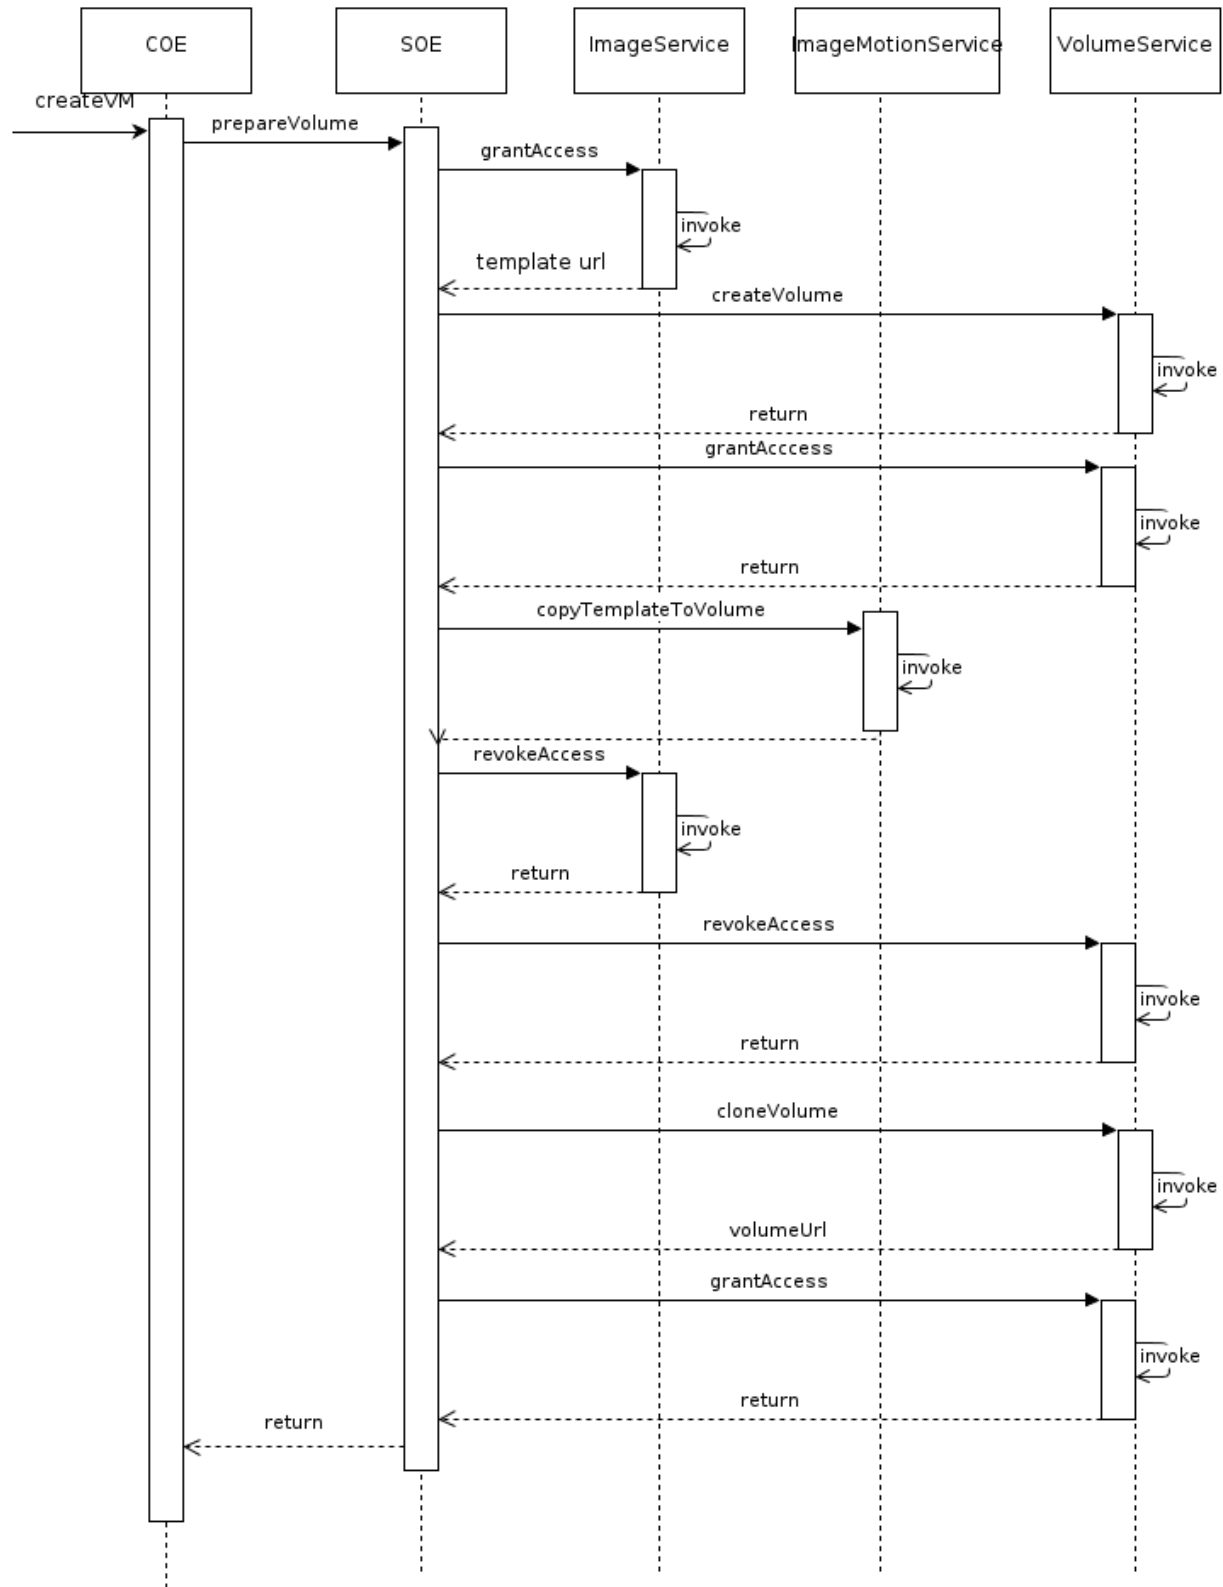 COE
SOE
ImageService
ImageMotionService
VolumeService
createVM
prepareVolume
grantAccess
invoke
template url
createVolume
invoke
return
grantAcccess
invoke
return
copyTemplateToVolume
invoke
revokeAccess
invoke
return
revokeAccess
invoke
return
cloneVolume
invoke
volumeUrl
grantAccess
invoke
return
return